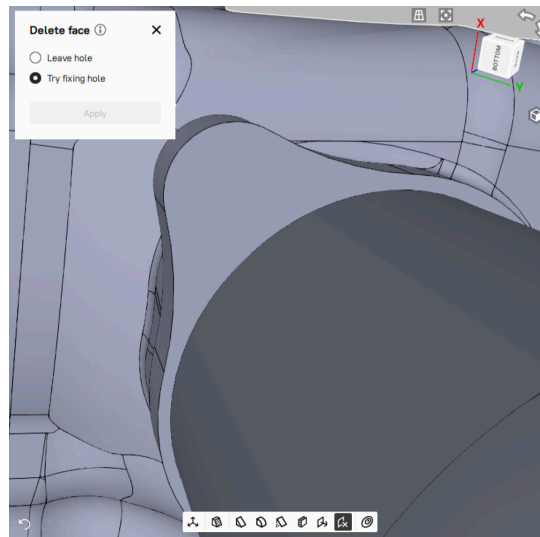 Delete face
Leave hole
Try fixing hole
Apply
X
BOTTOM
Y